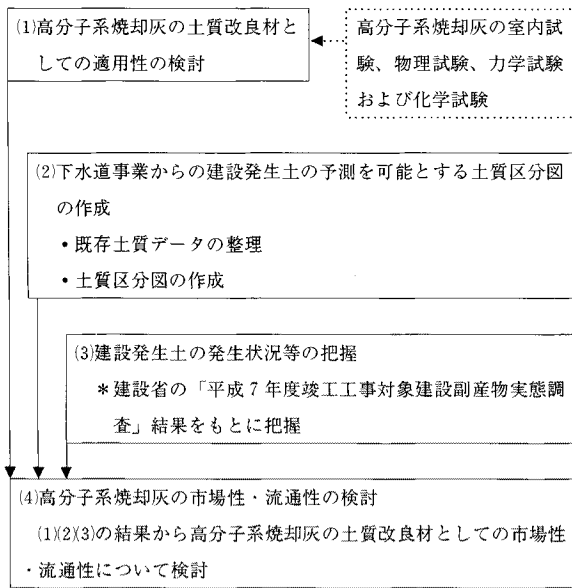 ⑴高分子系焼却灰の土質改良材と
しての適用性の検討
高分子系焼却灰の室内試
験、物理試験、力学試験
および化学試験
⑵下水道事業からの建設発生土の予測を可能とする土質区分図
の作成
・既存土質データの整理
・土質区分図の作成
⑶建設発生土の発生状況等の把握
＊建設省の「平成7年度竣工工事対象建設副産物実態調
査」結果をもとに把握
⑷高分子系焼却灰の市場性・流通性の検討
⑴⑵⑶の結果から高分子系焼却灰の土質改良材としての市場性
・流通性について検討